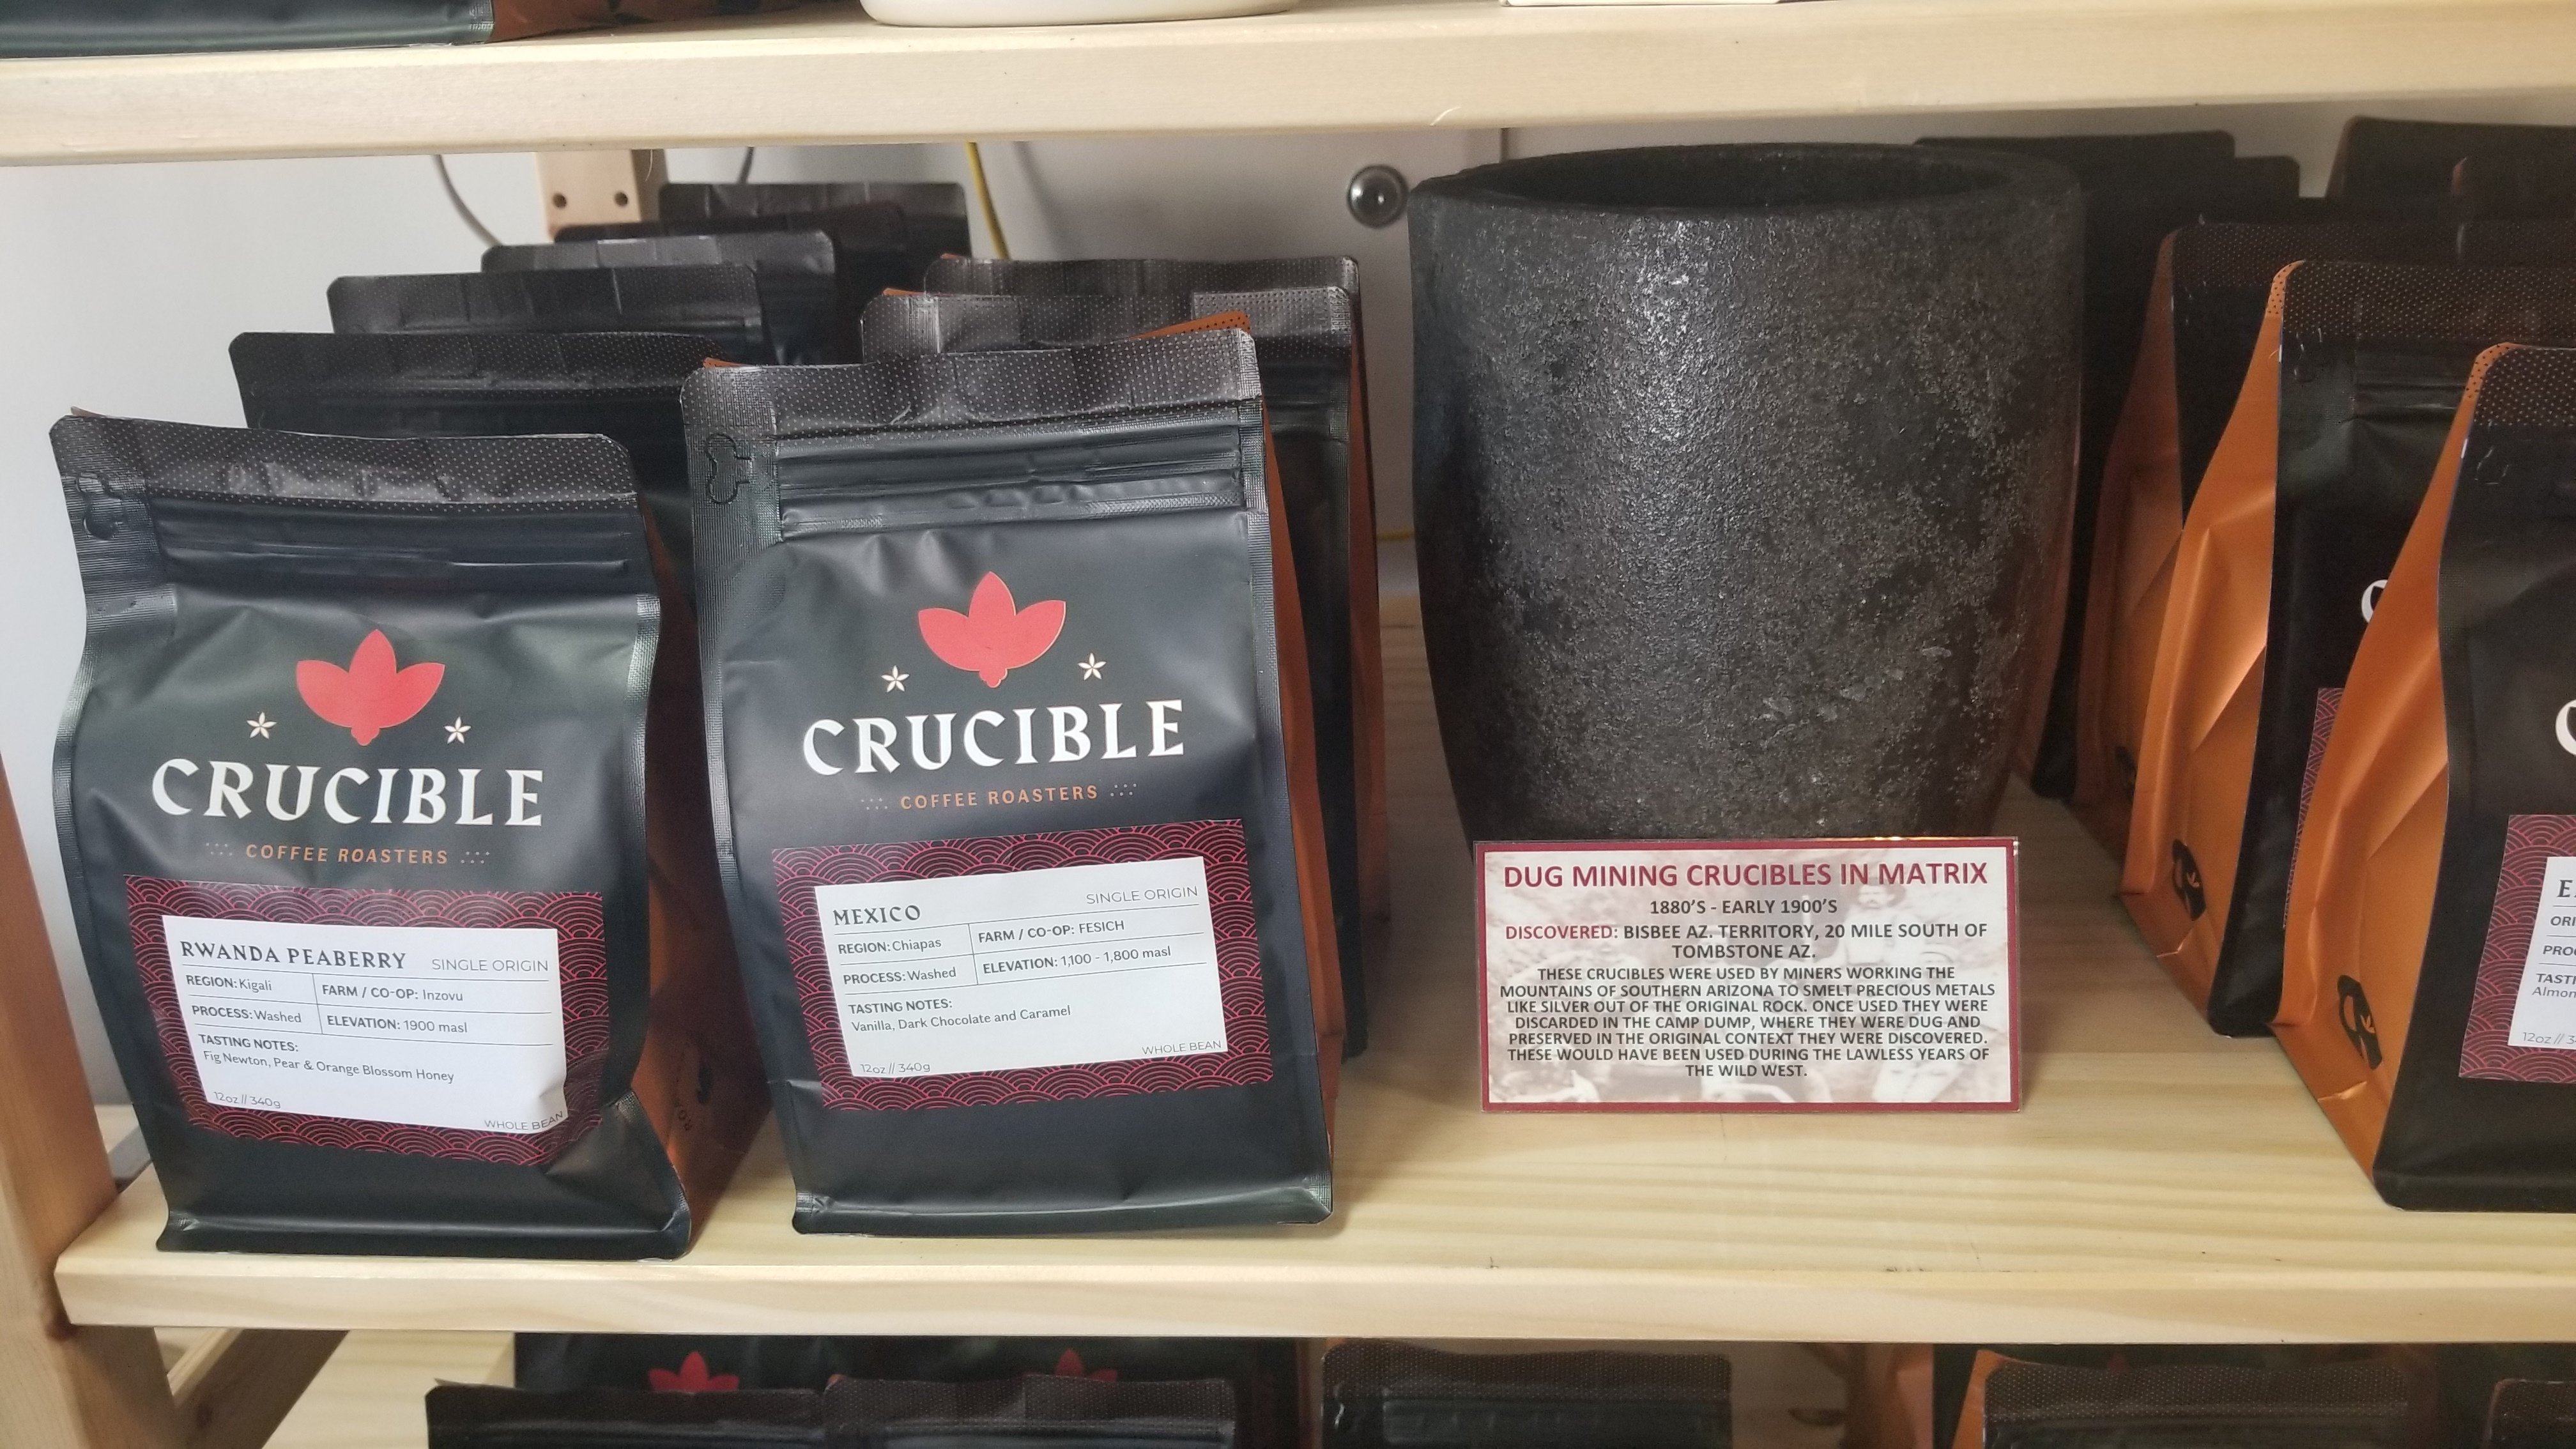 CRUCIBLE
COFFEE ROASTERS
RWANDA PEABERRY SINGLE ORIGIN
REGION: Kigali FARM / CO-OP: Inzovu
PROCESS: Washed ELEVATION: 1900 masl
TASTING NOTES:
Fig Newton, Pear & Orange Blossom Honey
12oz // 340g
WHOLE BEAN
CRUCIBLE
COFFEE ROASTERS
MEXICO SINGLE ORIGIN
REGION: Chiapas FARM / CO-OP: FESICH
PROCESS: Washed ELEVATION: 1,100 - 1,800 masl
TASTING NOTES:
Vanilla, Dark Chocolate and Caramel
12oz // 340g WHOLE BEAN
DUG MINING CRUCIBLES IN MATRIX
1880'S - EARLY 1900'S
DISCOVERED: BISBEE AZ. TERRITORY, 20 MILE SOUTH OF
TOMBSTONE AZ.
THESE CRUCIBLES WERE USED BY MINERS WORKING THE
MOUNTAINS OF SOUTHERN ARIZONA TO SMELT PRECIOUS METALS
LIKE SILVER OUT OF THE ORIGINAL ROCK. ONCE USED THEY WERE
DISCARDED IN THE CAMP DUMP, WHERE THEY WERE DUG AND
PRESERVED IN THE ORIGINAL CONTEXT THEY WERE DISCOVERED.
THESE WOULD HAVE BEEN USED DURING THE LAWLESS YEARS OF
THE WILD WEST.
12oz